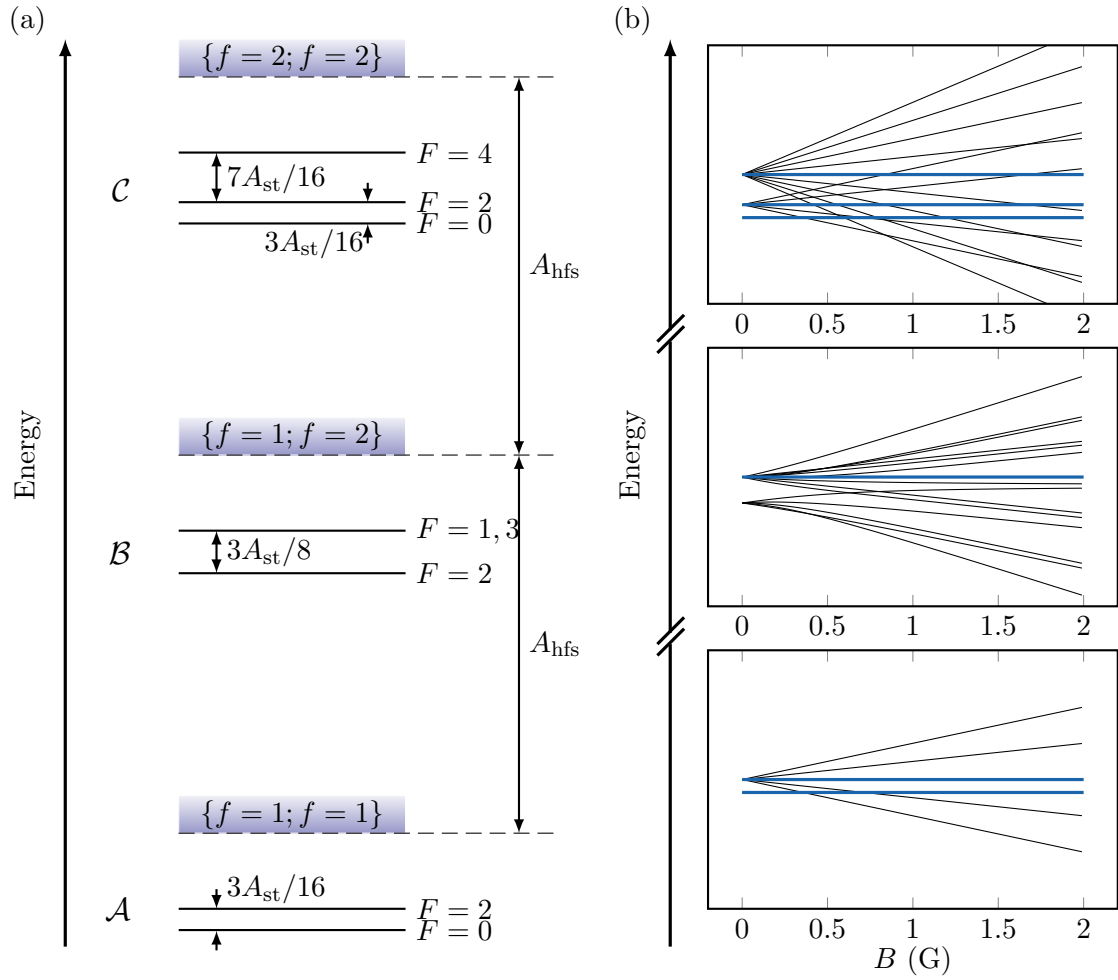 (a)
Energy
{f = 2; f = 2}
F = 4
7A_st/16
F = 2
F = 0
3A_st/16
𝒞
A_hfs
{f = 1; f = 2}
F = 1, 3
3A_st/8
F = 2
ℬ
A_hfs
{f = 1; f = 1}
3A_st/16
F = 2
F = 0
𝒜
(b)
Energy
0 0.5 1 1.5 2
0 0.5 1 1.5 2
0 0.5 1 1.5 2
B (G)